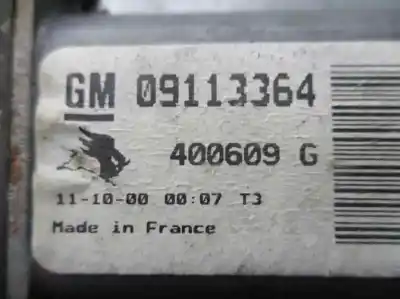 GM 09113364
400609 G
11-10-00 00:07 T3
Made in France